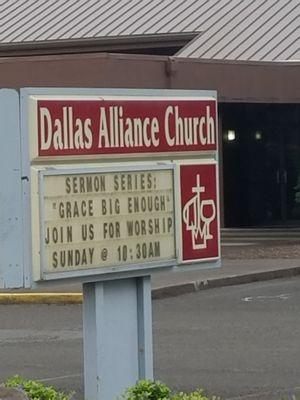 Dallas Alliance Church
SERMON SERIES:
"GRACE BIG ENOUGH"
JOIN US FOR WORSHIP
SUNDAY @ 10:30AM